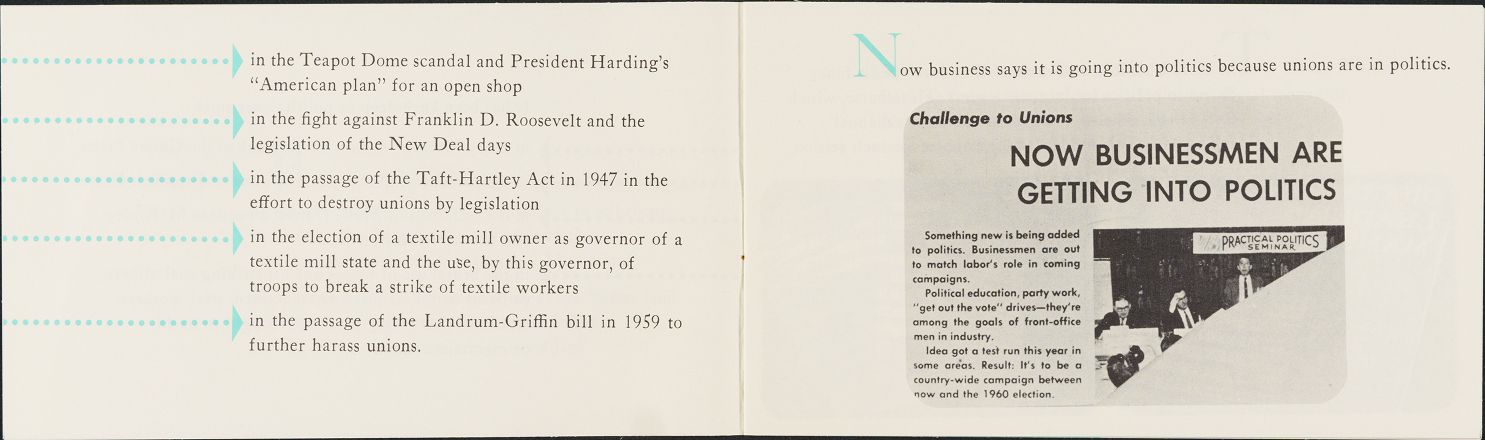 in the Teapot Dome scandal and President Harding's
"American plan" for an open shop
in the fight against Franklin D. Roosevelt and the
legislation of the New Deal days
in the passage of the Taft-Hartley Act in 1947 in the
effort to destroy unions by legislation
in the election of a textile mill owner as governor of a
textile mill state and the use, by this governor, of
troops to break a strike of textile workers
in the passage of the Landrum-Griffin bill in 1959 to
further harass unions.
Now business says it is going into politics because unions are in politics.
Challenge to Unions
NOW BUSINESSMEN ARE
GETTING INTO POLITICS
Something new is being added
to politics. Businessmen are out
to match labor's role in coming
campaigns.
Political education, party work,
"get out the vote" drives—they're
among the goals of front-office
men in industry.
Idea got a test run this year in
some areas. Result: It's to be a
country-wide campaign between
now and the 1960 election.
PRACTICAL POLITICS
SEMINAR